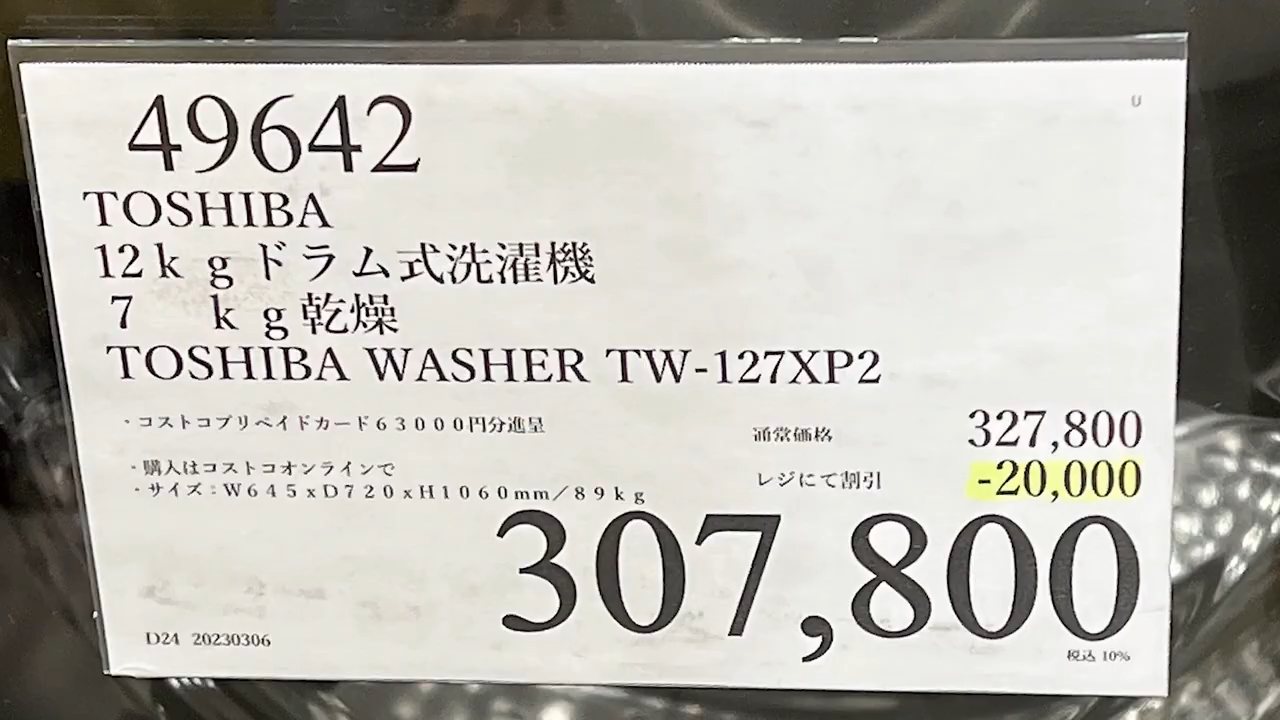 U
49642
TOSHIBA
12ｋｇドラム式洗濯機
7　ｋｇ乾燥
TOSHIBA WASHER TW-127XP2
・コストコプリペイドカード６３０００円分進呈
通常価格 327,800
・購入はコストコオンラインで
レジにて割引 -20,000
・サイズ：Ｗ６４５ｘＤ７２０ｘＨ１０６０ｍｍ／８９ｋｇ
307,800
D24 20230306
税込 10%